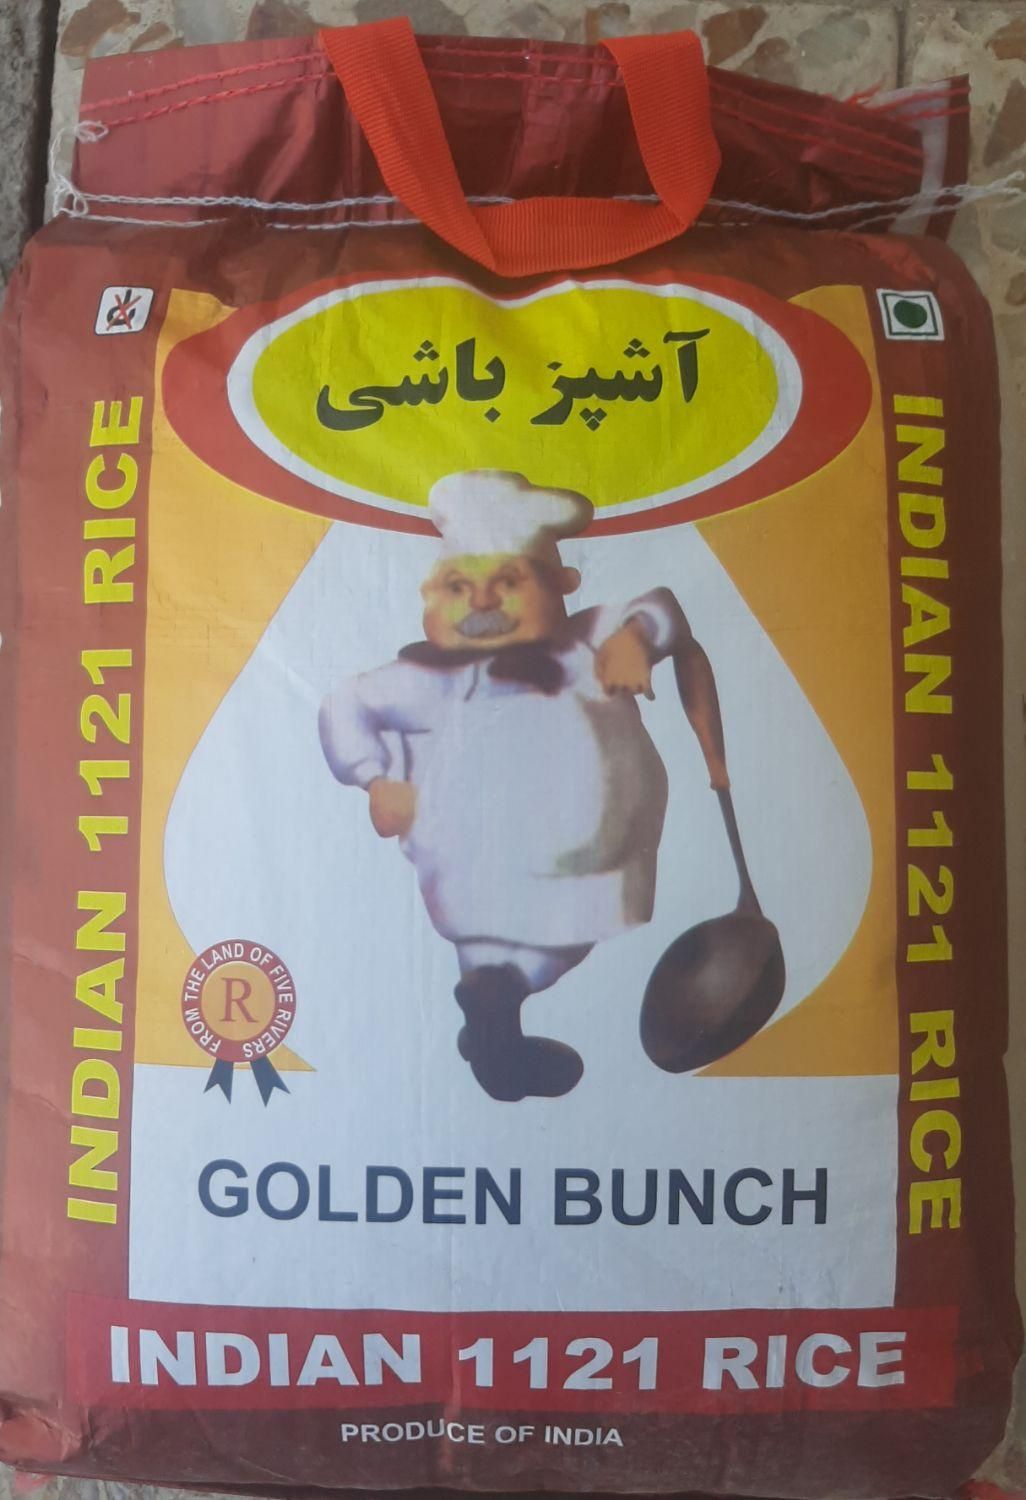 آشپز باشی
INDIAN 1121 RICE
INDIAN 1121 RICE
FROM THE LAND OF FIVE RIVERS
R
GOLDEN BUNCH
INDIAN 1121 RICE
PRODUCE OF INDIA